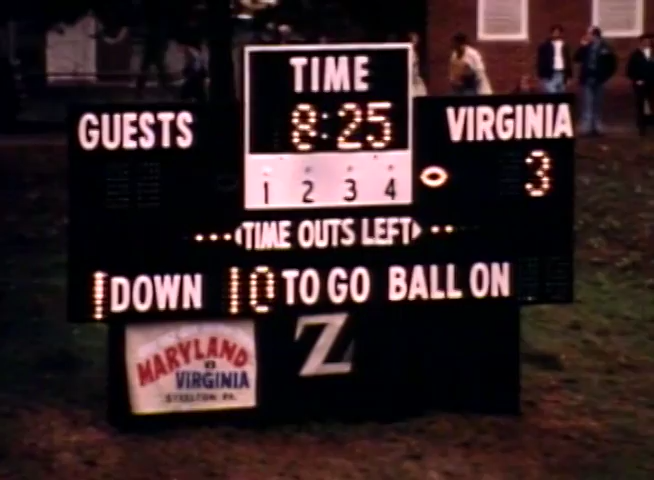 TIME
GUESTS 8:25 VIRGINIA
3
1 2 3 4
TIME OUTS LEFT
1 DOWN 10 TO GO BALL ON
Z
MARYLAND
VIRGINIA
STEELTON, PA.